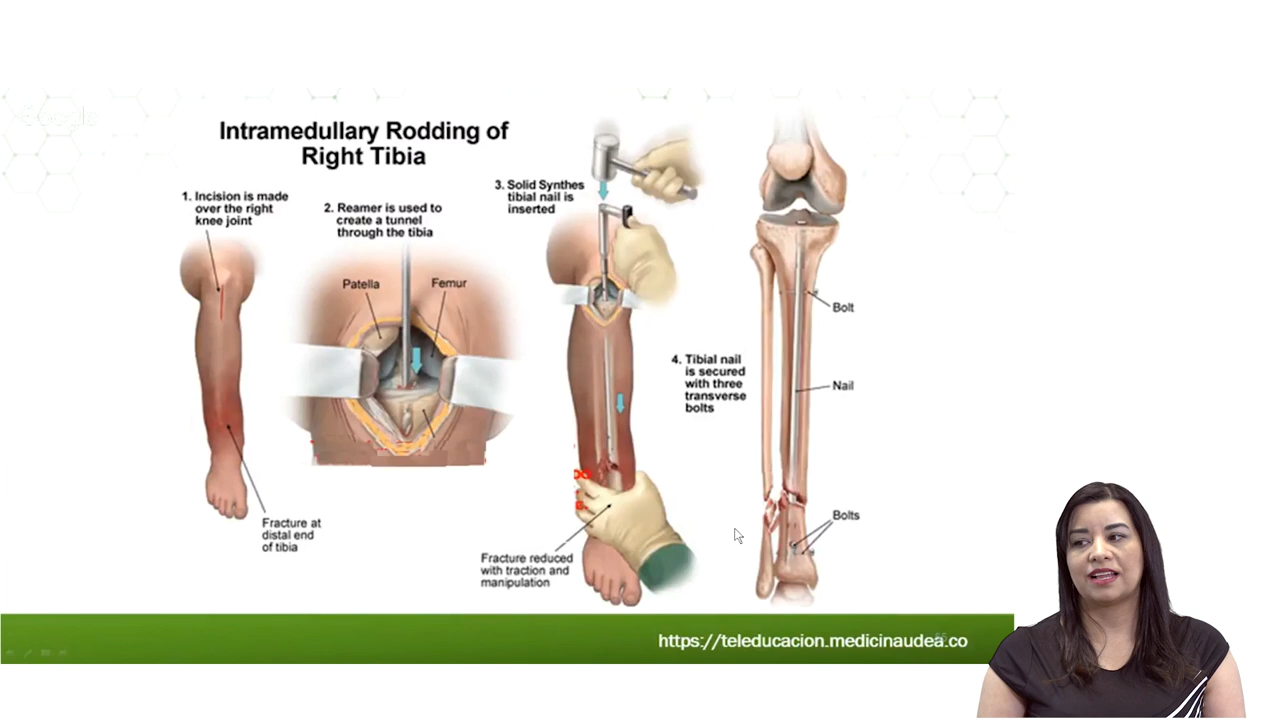 Google
Intramedullary Rodding of
Right Tibia
1. Incision is made
over the right
knee joint
2. Reamer is used to
create a tunnel
through the tibia
3. Solid Synthes
tibial nail is
inserted
Patella
Femur
Bolt
4. Tibial nail
is secured
with three
transverse
bolts
Nail
Fracture at
distal end
of tibia
Fracture reduced
with traction and
manipulation
Bolts
https://teleducacion.medicinaudea.co